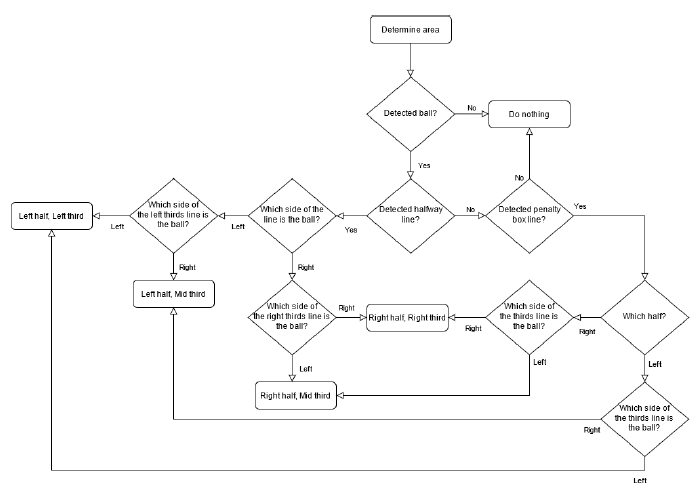 Determine area
Detected ball?
No
Do nothing
Yes
No
Which side of
the left thirds line is
the ball?
Which side of the
line is the ball?
Detected halfway
line?
Detected penalty
box line?
Yes
Left half, Left third
Left
Left
Yes
No
Right
Right
Left half, Mid third
Which side of
the right thirds line is
the ball?
Right
Right half, Right third
Right
Which side of
the thirds line is
the ball?
Right
Which half?
Left
Left
Left
Right half, Mid third
Which side of
the thirds line is
the ball?
Right
Left